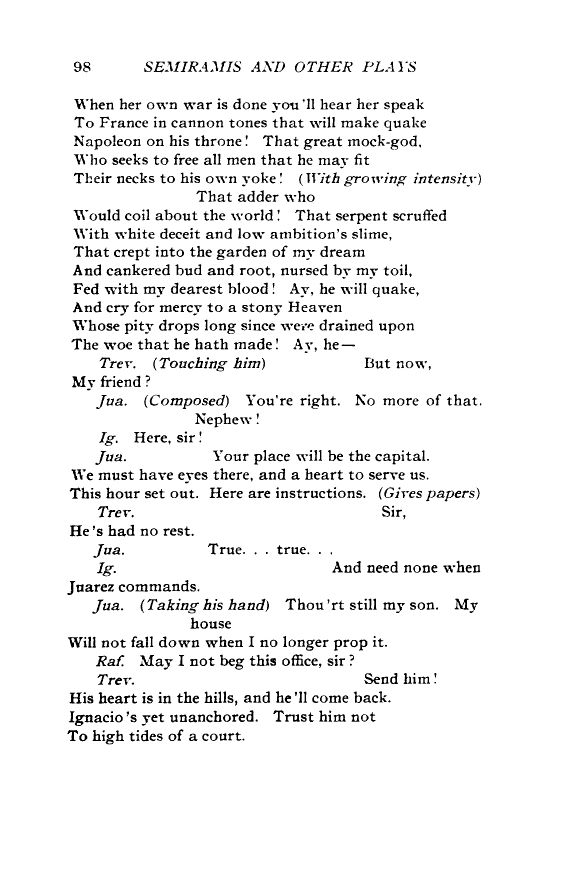 98 SEMIRAMIS AND OTHER PLAYS
When her own war is done you'll hear her speak
To France in cannon tones that will make quake
Napoleon on his throne! That great mock-god,
Who seeks to free all men that he may fit
Their necks to his own yoke! (With growing intensity)
That adder who
Would coil about the world! That serpent scruffed
With white deceit and low ambition's slime,
That crept into the garden of my dream
And cankered bud and root, nursed by my toil,
Fed with my dearest blood! Ay, he will quake,
And cry for mercy to a stony Heaven
Whose pity drops long since were drained upon
The woe that he hath made! Ay, he—
Trev. (Touching him) But now,
My friend?
Jua. (Composed) You're right. No more of that.
Nephew!
Ig. Here, sir!
Jua. Your place will be the capital.
We must have eyes there, and a heart to serve us.
This hour set out. Here are instructions. (Gives papers)
Trev. Sir,
He's had no rest.
Jua. True. . . true. . .
Ig. And need none when
Juarez commands.
Jua. (Taking his hand) Thou'rt still my son. My
house
Will not fall down when I no longer prop it.
Raf. May I not beg this office, sir?
Trev. Send him!
His heart is in the hills, and he'll come back.
Ignacio's yet unanchored. Trust him not
To high tides of a court.